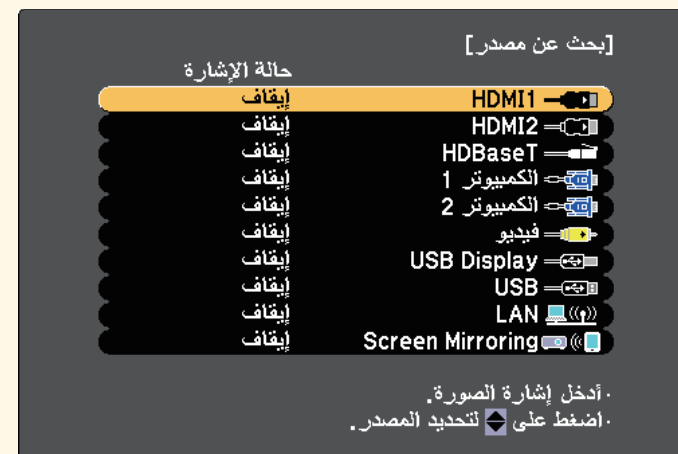 [بحث عن مصدر]
حالة الإشارة
HDMI1 إيقاف
HDMI2 إيقاف
HDBaseT إيقاف
الكمبيوتر 1 إيقاف
الكمبيوتر 2 إيقاف
فيديو إيقاف
USB Display إيقاف
USB إيقاف
LAN إيقاف
Screen Mirroring إيقاف
·أدخل إشارة الصورة.
·اضغط على لتحديد المصدر.